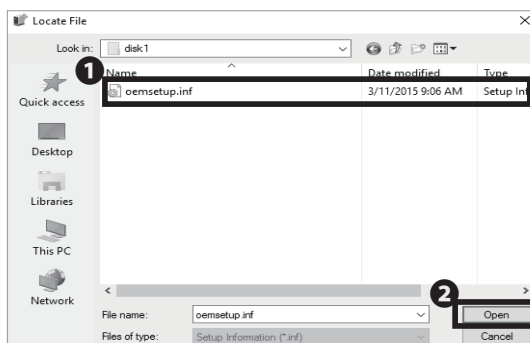 Locate File
Look in: disk1
1
Name Date modified Type
oemsetup.inf 3/11/2015 9:06 AM Setup Inf
Quick access
Desktop
Libraries
This PC
Network
2
File name: oemsetup.inf Open
Files of type: Setup Information (*.inf) Cancel